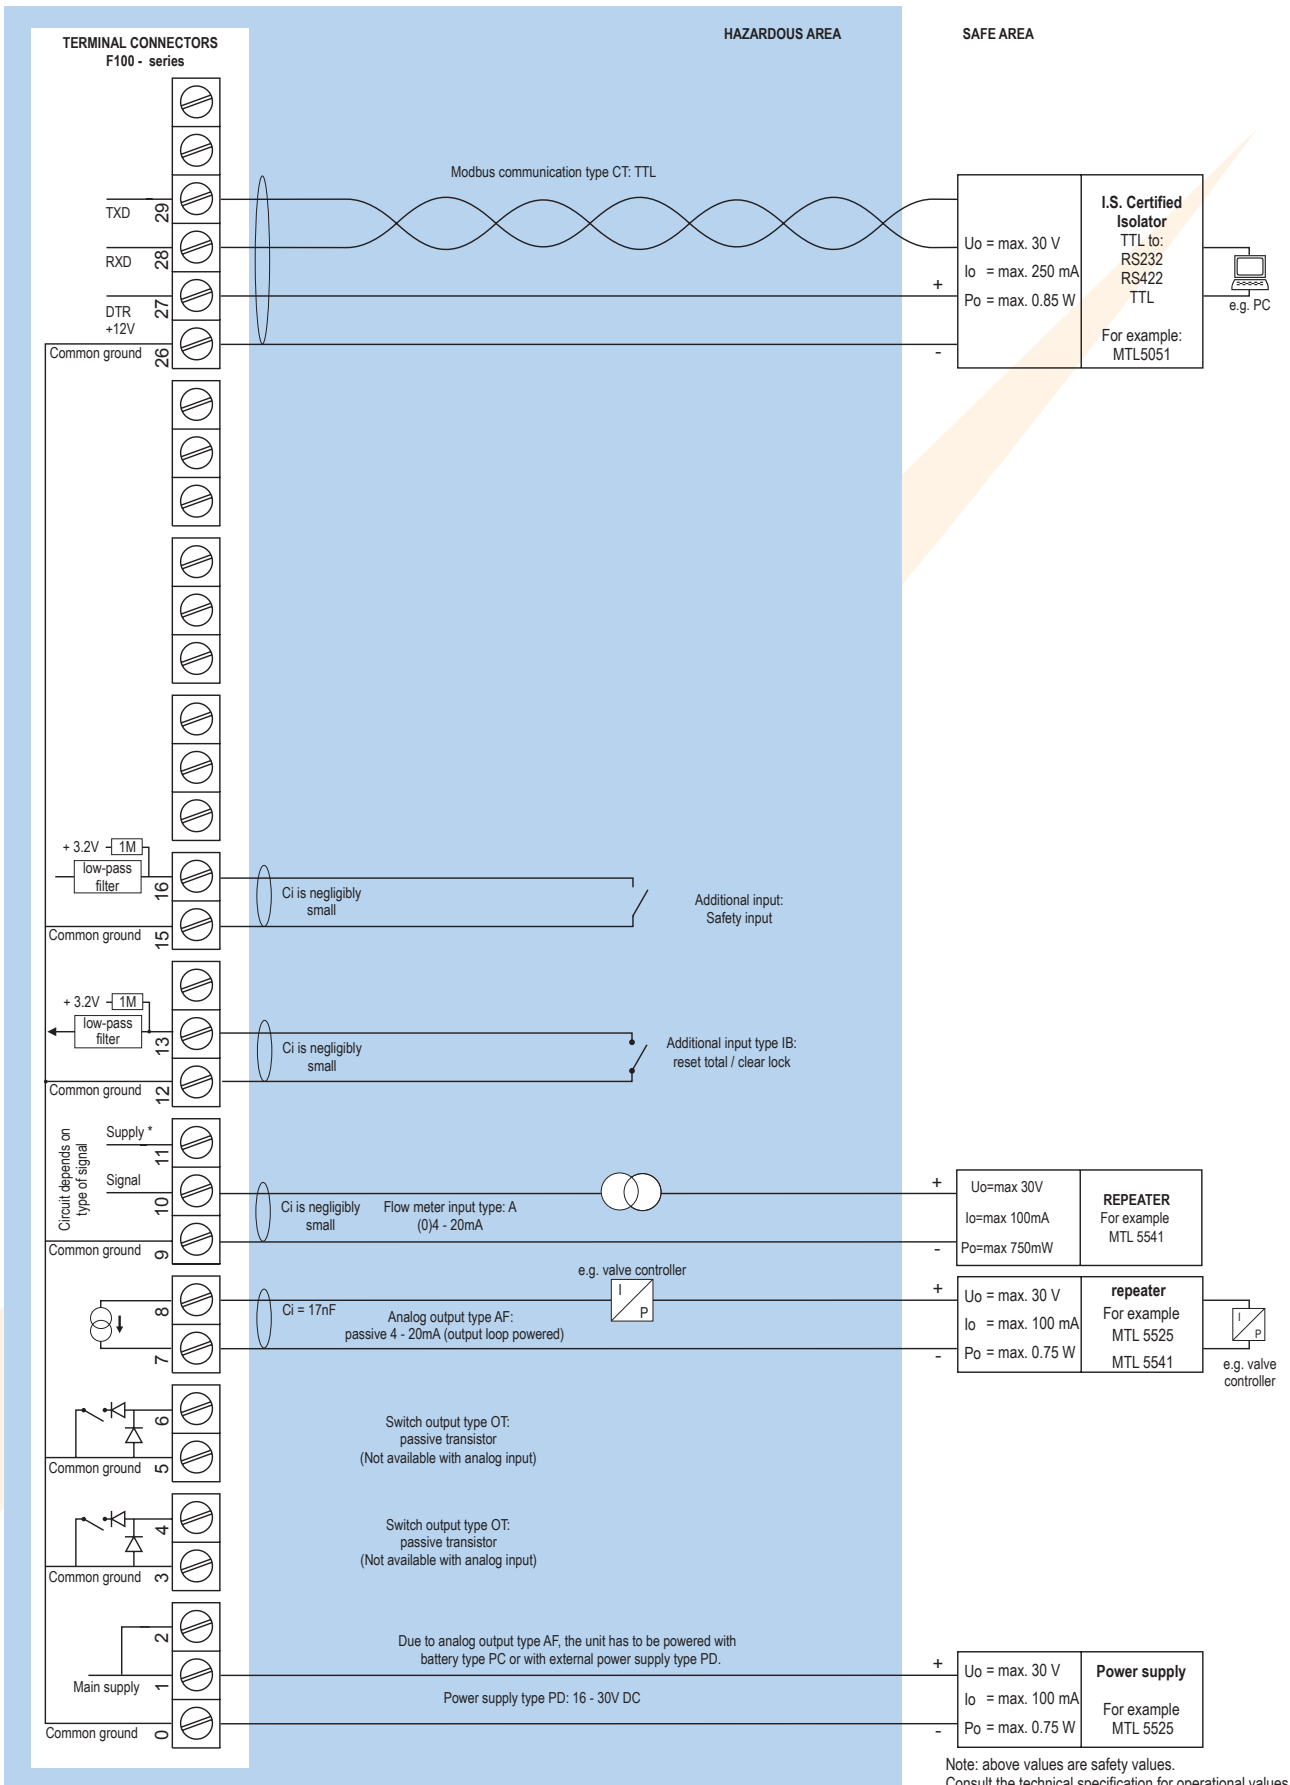 TERMINAL CONNECTORS
F100 - series
HAZARDOUS AREA
SAFE AREA
Modbus communication type CT: TTL
TXD
29
RXD
28
DTR
+12V
27
Common ground
26
+
-
Uo = max. 30 V
Io = max. 250 mA
Po = max. 0.85 W
I.S. Certified
Isolator
TTL to:
RS232
RS422
TTL
For example:
MTL5051
e.g. PC
+ 3.2V
1M
low-pass
filter
16
Common ground
15
Ci is negligibly
small
Additional input:
Safety input
+ 3.2V
1M
low-pass
filter
13
Common ground
12
Ci is negligibly
small
Additional input type IB:
reset total / clear lock
Circuit depends on
type of signal
Supply *
11
Signal
10
Common ground
9
Ci is negligibly
small
Flow meter input type: A
(0)4 - 20mA
+
-
Uo=max 30V
Io=max 100mA
Po=max 750mW
REPEATER
For example
MTL 5541
8
7
Ci = 17nF
e.g. valve controller
I
P
Analog output type AF:
passive 4 - 20mA (output loop powered)
+
-
Uo = max. 30 V
Io = max. 100 mA
Po = max. 0.75 W
repeater
For example
MTL 5525
MTL 5541
I
P
e.g. valve
controller
6
Common ground
5
Switch output type OT:
passive transistor
(Not available with analog input)
4
Common ground
3
Switch output type OT:
passive transistor
(Not available with analog input)
2
Main supply
1
Common ground
0
Due to analog output type AF, the unit has to be powered with
battery type PC or with external power supply type PD.
Power supply type PD: 16 - 30V DC
+
-
Uo = max. 30 V
Io = max. 100 mA
Po = max. 0.75 W
Power supply
For example
MTL 5525
Note: above values are safety values.
Consult the technical specification for operational values